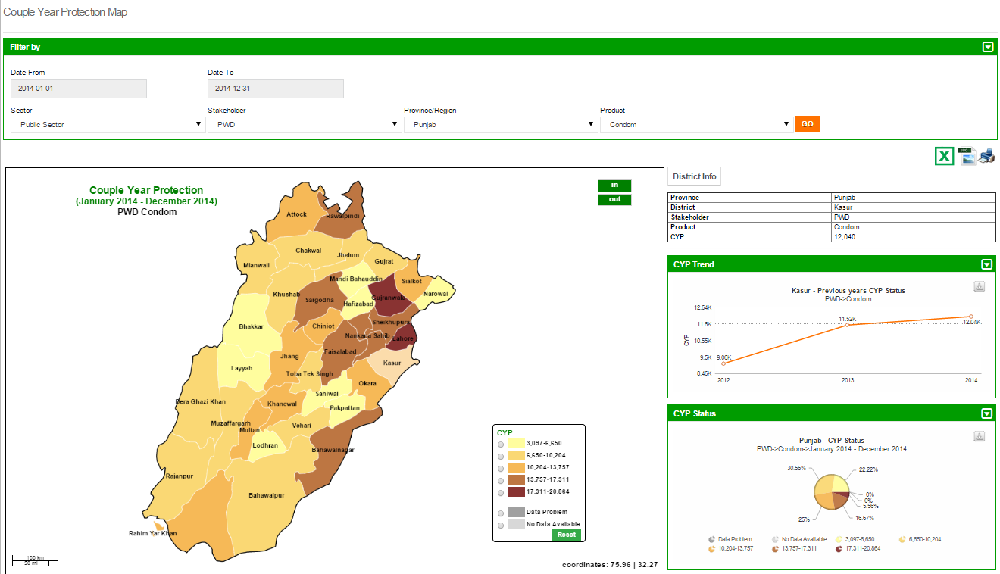 Couple Year Protection Map
Filter by
Date From
Date To
2014-01-01
2014-12-31
Sector
Stakeholder
Province/Region
Product
Public Sector
PWD
Punjab
Condom
GO
JPG
Couple Year Protection
(January 2014 - December 2014)
PWD Condom
in
out
Attock
Rawalpindi
Chakwal
Jhelum
Gujrat
Mianwali
Mandi Bahauddin
Sialkot
Khushab
Sargodha
Gujranwala
Narowal
Hafizabad
Bhakkar
Chiniot
Sheikhupura
Nankana Sahib
Lahore
Jhang
Faisalabad
Kasur
Layyah
Toba Tek Singh
Okara
Sahiwal
Dera Ghazi Khan
Khanewal
Pakpattan
Muzaffargarh
Multan
Vehari
Lodhran
Bahawalnagar
Rajanpur
Bahawalpur
Rahim Yar Khan
CYP
3,097-6,650
6,650-10,204
10,204-13,757
13,757-17,311
17,311-20,864
Data Problem
No Data Available
Reset
100 km
50 mi
coordinates: 75.96 | 32.27
District Info
Province Punjab
District Kasur
Stakeholder PWD
Product Condom
CYP 12,040
CYP Trend
Kasur - Previous years CYP Status
PWD->Condom
12.64K
11.6K
10.55K
9.5K
8.46K
CYP
9.06K
11.52K
12.04K
2012
2013
2014
CYP Status
Punjab - CYP Status
PWD->Condom->January 2014 - December 2014
30.56%
22.22%
0%
0%
5.56%
16.67%
25%
Data Problem
No Data Available
3,097-6,650
6,650-10,204
10,204-13,757
13,757-17,311
17,311-20,864